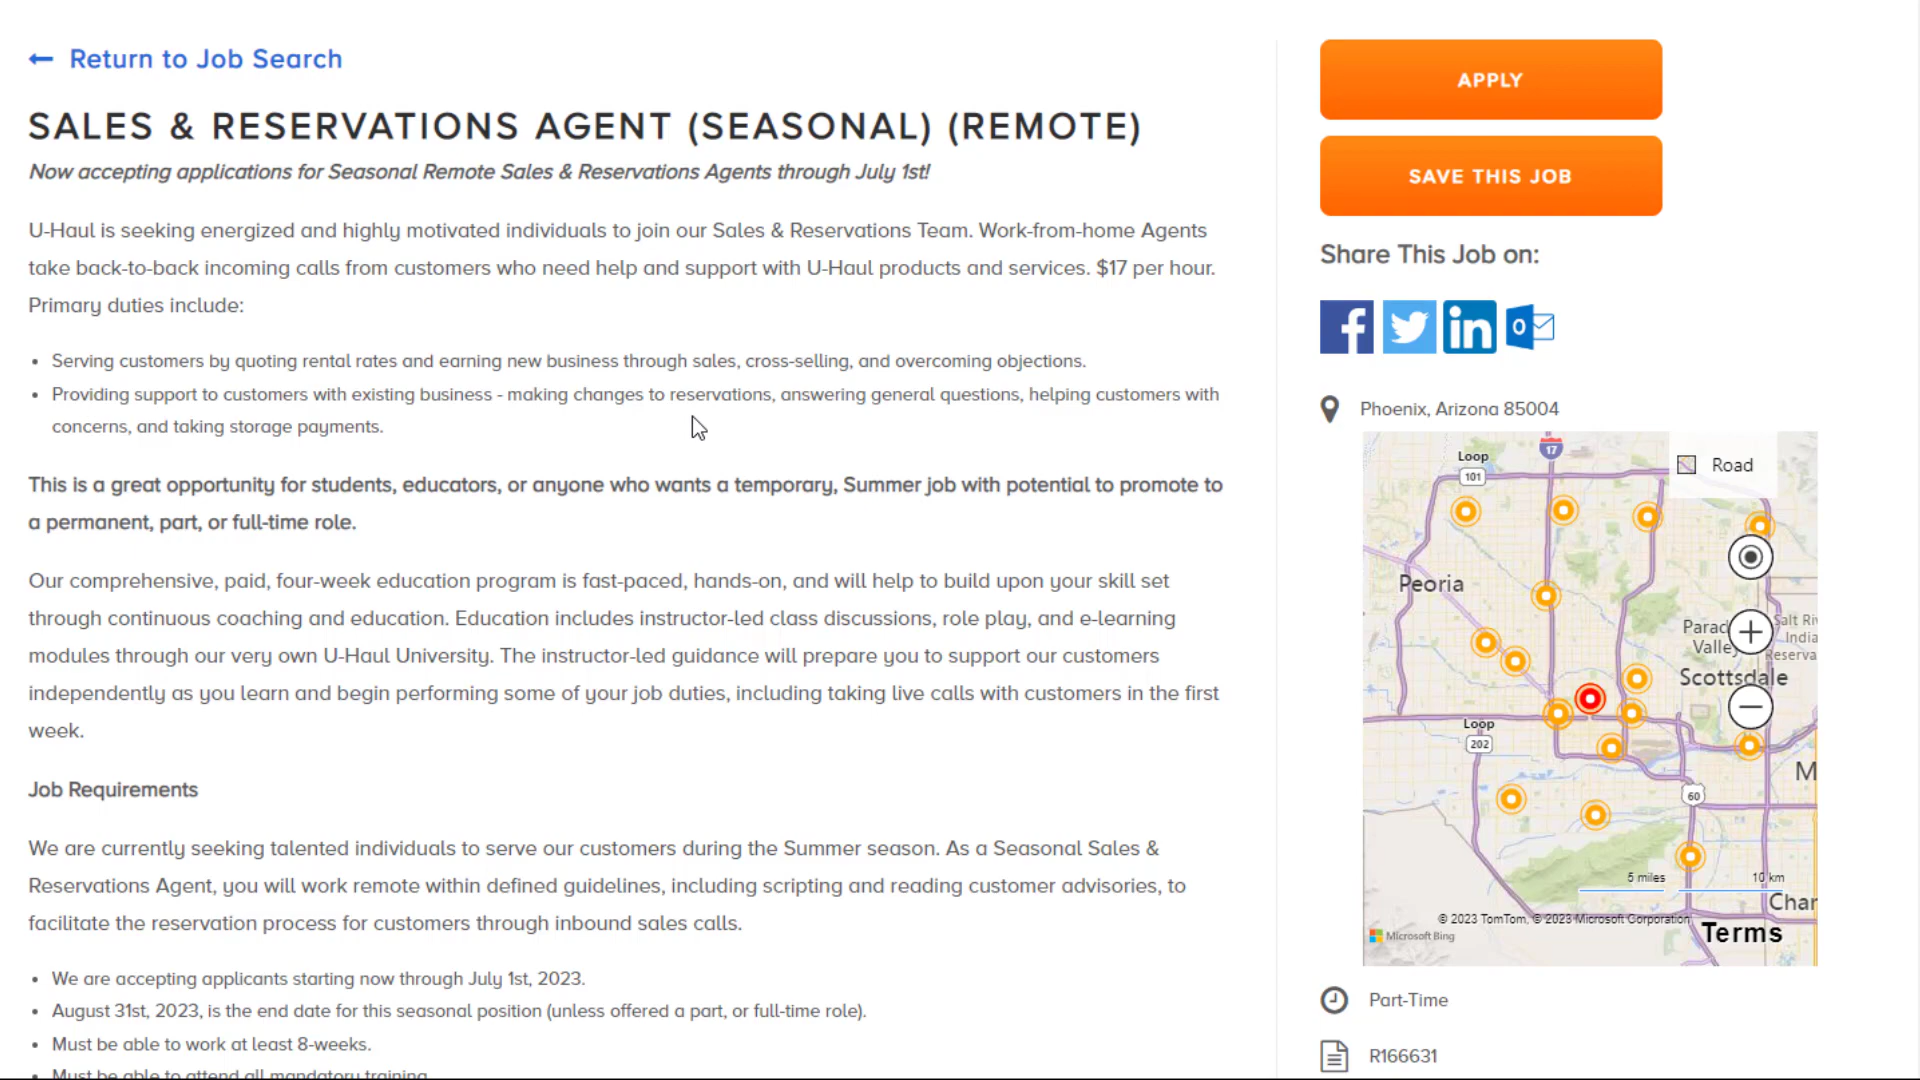 Return to Job Search
SALES & RESERVATIONS AGENT (SEASONAL) (REMOTE)
Now accepting applications for Seasonal Remote Sales & Reservations Agents through July 1st!
U-Haul is seeking energized and highly motivated individuals to join our Sales & Reservations Team. Work-from-home Agents
take back-to-back incoming calls from customers who need help and support with U-Haul products and services. $17 per hour.
Primary duties include:
• Serving customers by quoting rental rates and earning new business through sales, cross-selling, and overcoming objections.
• Providing support to customers with existing business - making changes to reservations, answering general questions, helping customers with
concerns, and taking storage payments.
This is a great opportunity for students, educators, or anyone who wants a temporary, Summer job with potential to promote to
a permanent, part, or full-time role.
Our comprehensive, paid, four-week education program is fast-paced, hands-on, and will help to build upon your skill set
through continuous coaching and education. Education includes instructor-led class discussions, role play, and e-learning
modules through our very own U-Haul University. The instructor-led guidance will prepare you to support our customers
independently as you learn and begin performing some of your job duties, including taking live calls with customers in the first
week.
Job Requirements
We are currently seeking talented individuals to serve our customers during the Summer season. As a Seasonal Sales &
Reservations Agent, you will work remote within defined guidelines, including scripting and reading customer advisories, to
facilitate the reservation process for customers through inbound sales calls.
• We are accepting applicants starting now through July 1st, 2023.
• August 31st, 2023, is the end date for this seasonal position (unless offered a part, or full-time role).
• Must be able to work at least 8-weeks.
• Must be able to attend all mandatory training
APPLY
SAVE THIS JOB
Share This Job on:
f
in
O
Phoenix, Arizona 85004
Loop
101
17
Road
Peoria
Parad
Valley
Salt Riv
India
Reserva
Scottsdale
Loop
202
M
60
5 miles
10 km
Char
© 2023 TomTom, © 2023 Microsoft Corporation
Microsoft Bing
Terms
Part-Time
R166631